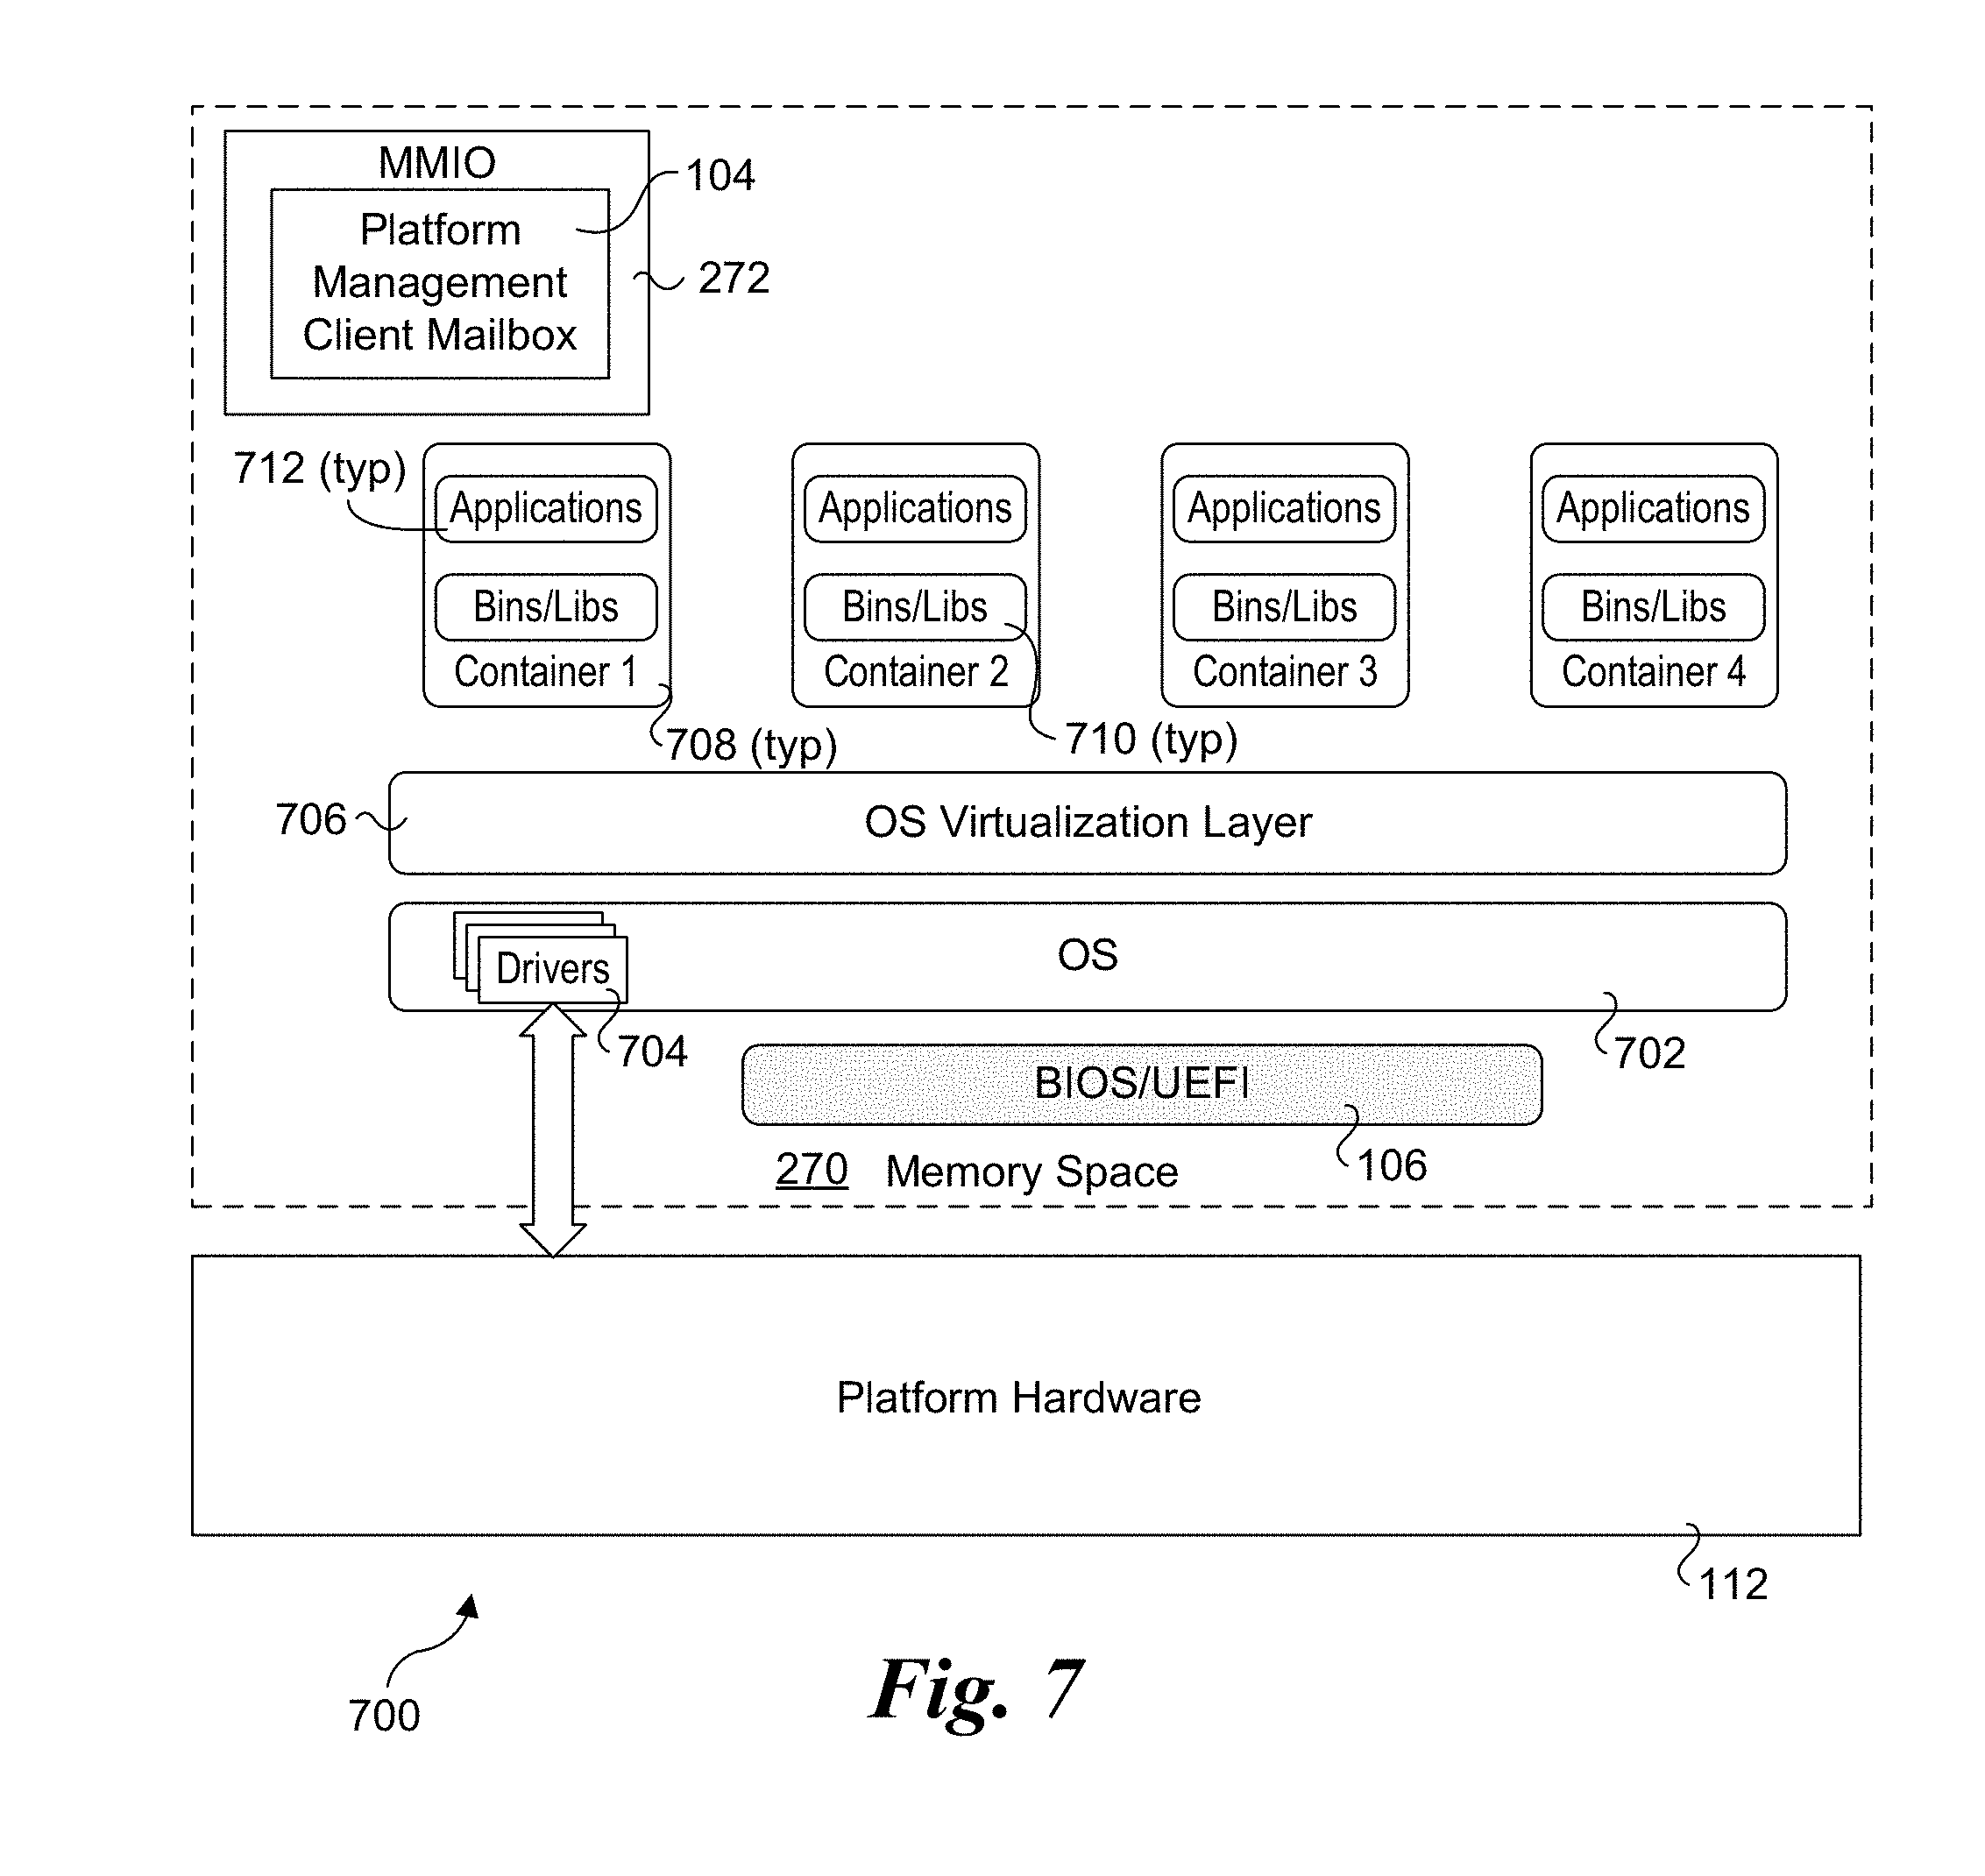 MMIO
104
Platform
Management
Client Mailbox
272
712 (typ)
Applications
Applications
Applications
Applications
Bins/Libs
Bins/Libs
Bins/Libs
Bins/Libs
Container 1
Container 2
Container 3
Container 4
708 (typ)
710 (typ)
706
OS Virtualization Layer
Drivers
OS
704
702
BIOS/UEFI
106
270 Memory Space
Platform Hardware
112
700
Fig. 7